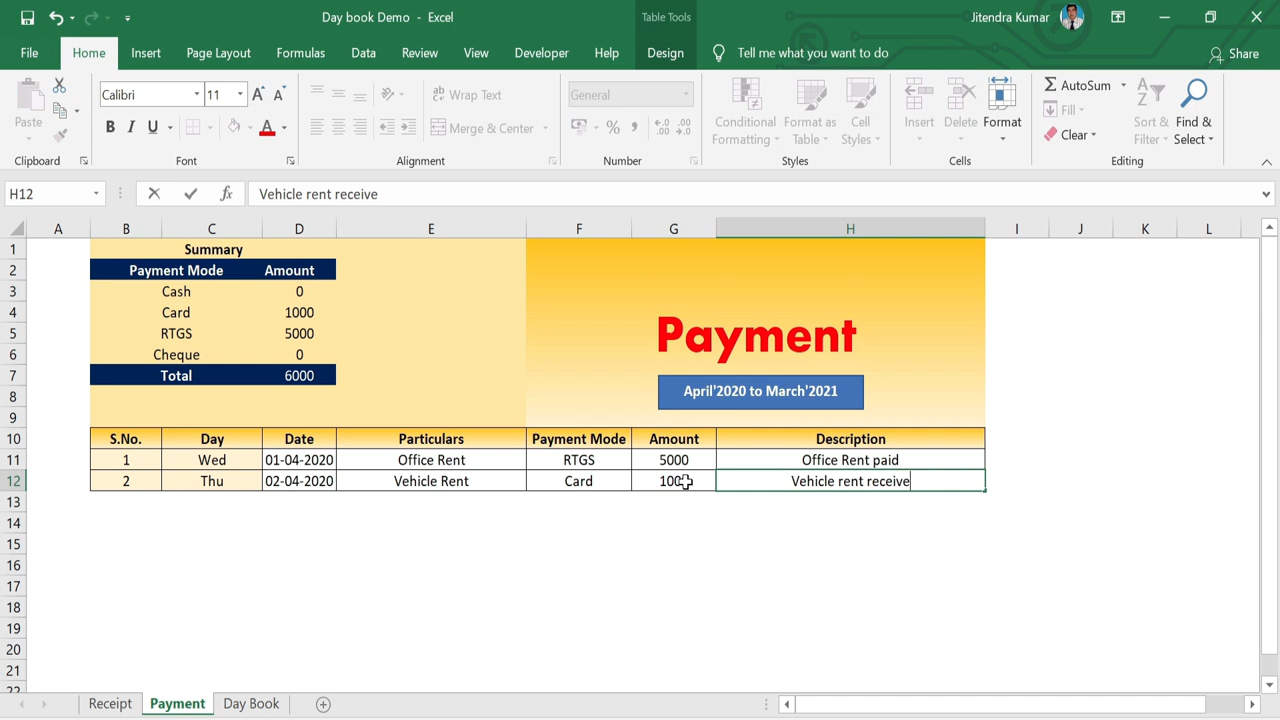 Day book Demo - Excel
Table Tools
Jitendra Kumar
File Home Insert Page Layout Formulas Data Review View Developer Help Design Tell me what you want to do Share
Paste
Calibri 11
B I U A
Wrap Text
Merge & Center
General
%
Conditional Formatting
Format as Table
Cell Styles
Insert Delete Format
AutoSum
Fill
Clear
Sort & Filter
Find & Select
Clipboard Font Alignment Number Styles Cells Editing
H12 fx Vehicle rent receive
A B C D E F G H I J K L
1 Summary
2 Payment Mode Amount
3 Cash 0
4 Card 1000
5 RTGS 5000
6 Cheque 0
7 Total 6000
Payment
April'2020 to March'2021
8
9
10 S.No. Day Date Particulars Payment Mode Amount Description
11 1 Wed 01-04-2020 Office Rent RTGS 5000 Office Rent paid
12 2 Thu 02-04-2020 Vehicle Rent Card 1000 Vehicle rent receive
13
14
15
16
17
18
19
20
21
22
Receipt Payment Day Book